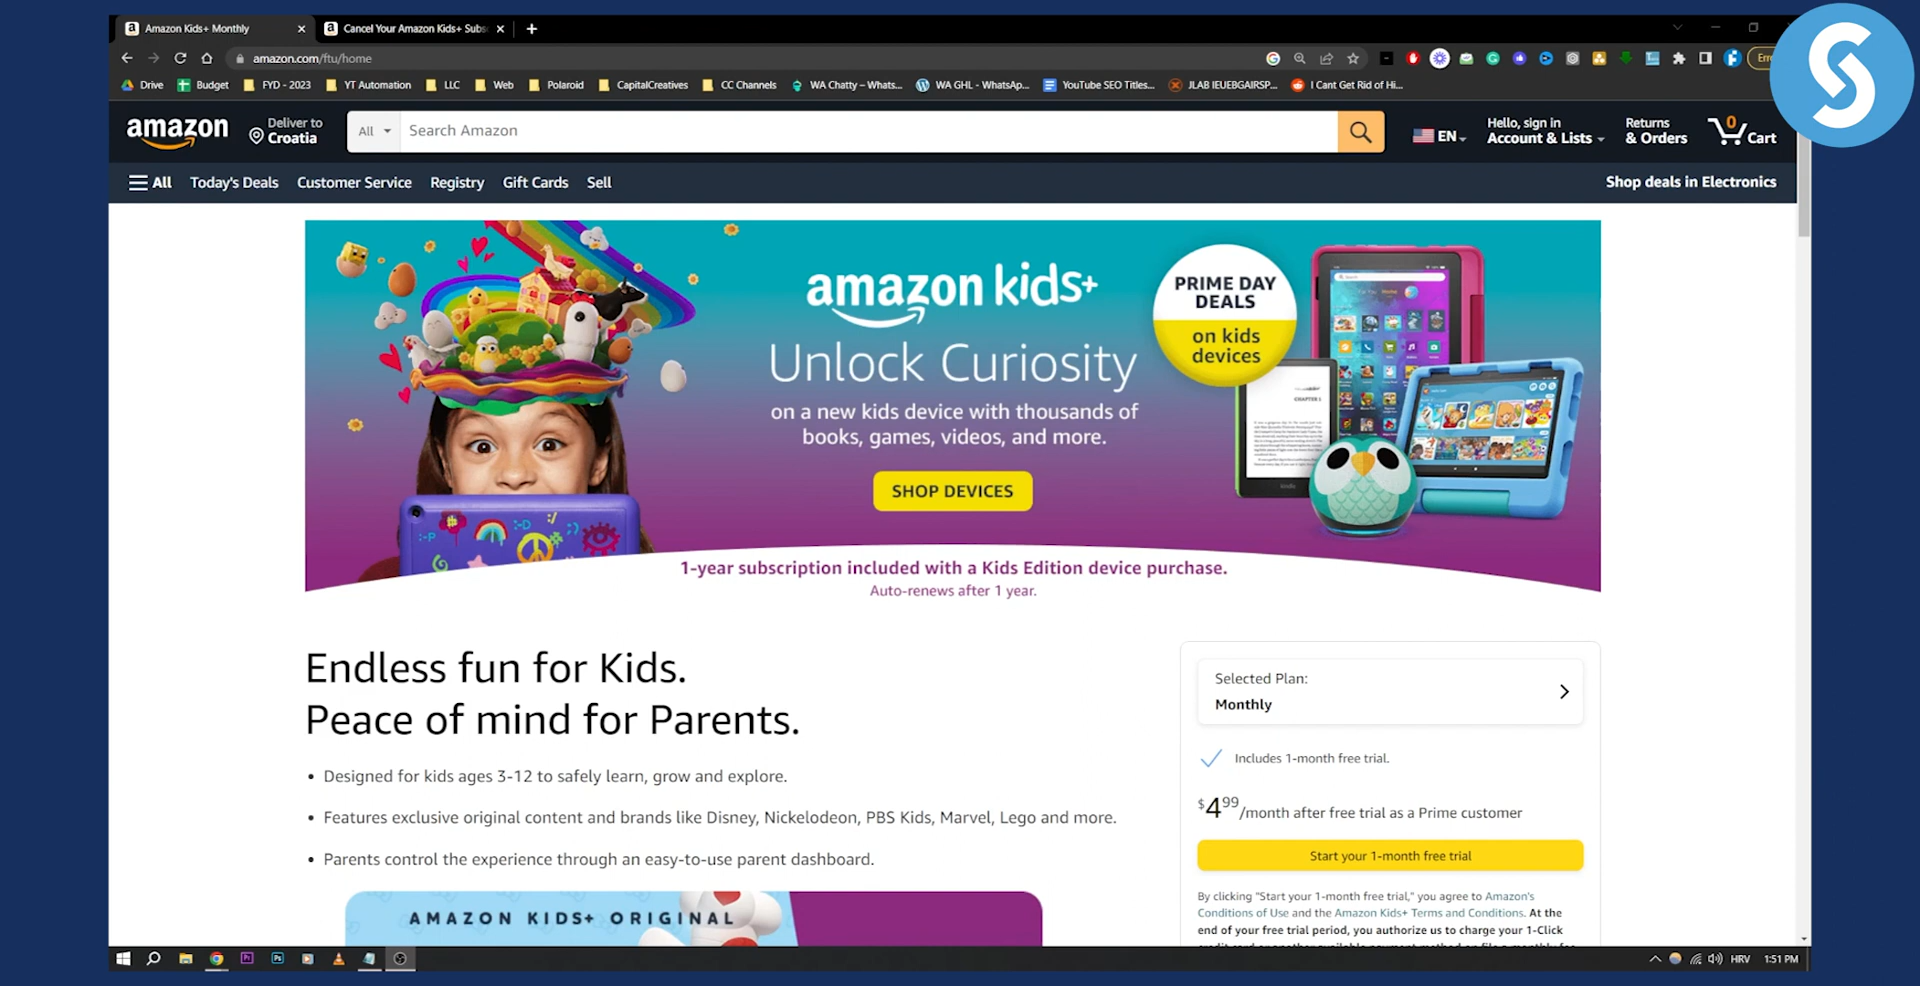 Amazon Kids+ Monthly
Cancel Your Amazon Kids+ Subs
amazon.com/ftu/home
Drive Budget FYD - 2023 YT Automation LLC Web Polaroid CapitalCreatives CC Channels WA Chatty – Whats... WA GHL - WhatsAp... YouTube SEO Titles... JLAB IEUEBGAIRSP... I Cant Get Rid of Hi...
amazon
Deliver to
Croatia
All
Search Amazon
EN
Hello, sign in
Account & Lists
Returns
& Orders
0
Cart
All Today's Deals Customer Service Registry Gift Cards Sell
Shop deals in Electronics
amazon kids+
Unlock Curiosity
on a new kids device with thousands of
books, games, videos, and more.
SHOP DEVICES
PRIME DAY
DEALS
on kids
devices
CHAPTER 1
kindle
1-year subscription included with a Kids Edition device purchase.
Auto-renews after 1 year.
Endless fun for Kids.
Peace of mind for Parents.
• Designed for kids ages 3-12 to safely learn, grow and explore.
• Features exclusive original content and brands like Disney, Nickelodeon, PBS Kids, Marvel, Lego and more.
• Parents control the experience through an easy-to-use parent dashboard.
AMAZON KIDS+ ORIGINAL
Selected Plan:
Monthly
Includes 1-month free trial.
$4.99/month after free trial as a Prime customer
Start your 1-month free trial
By clicking "Start your 1-month free trial," you agree to Amazon's
Conditions of Use and the Amazon Kids+ Terms and Conditions. At the
end of your free trial period, you authorize us to charge your 1-Click
HRV 1:51 PM